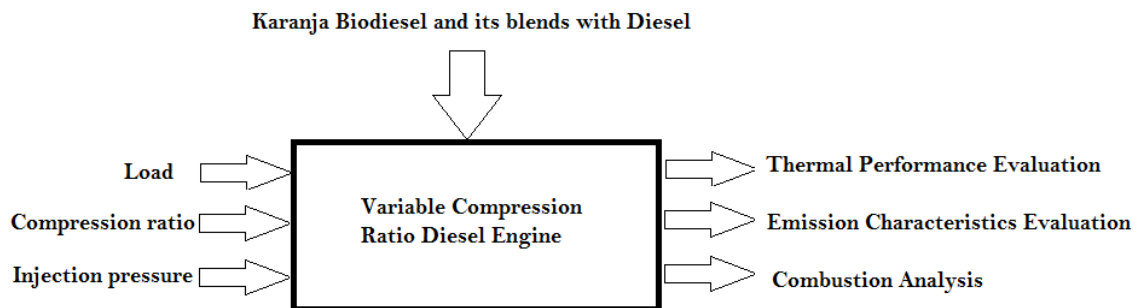 Karanja Biodiesel and its blends with Diesel
Load
Compression ratio
Injection pressure
Variable Compression
Ratio Diesel Engine
Thermal Performance Evaluation
Emission Characteristics Evaluation
Combustion Analysis